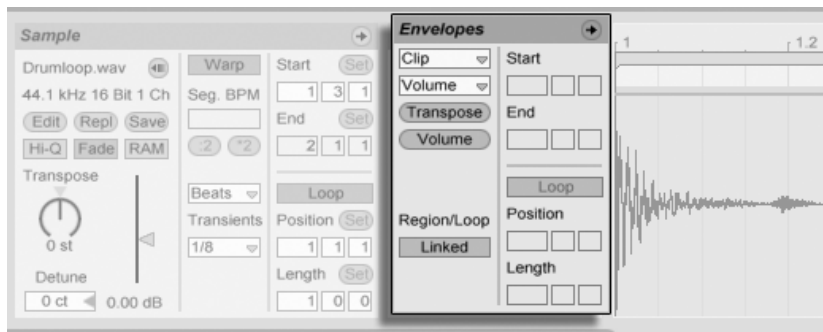 Sample
Drumloop.wav
44.1 kHz 16 Bit 1 Ch
Edit Repl Save
Hi-Q Fade RAM
Transpose
0 st
Detune
0 ct 0.00 dB
Warp
Seg. BPM
:2 *2
Beats
Transients
1/8
Start Set
1 3 1
End Set
2 1 1
Loop
Position Set
1 1 1
Length Set
1 0 0
Envelopes
Clip
Volume
Transpose
Volume
Region/Loop
Linked
Start
End
Loop
Position
Length
1 1.2